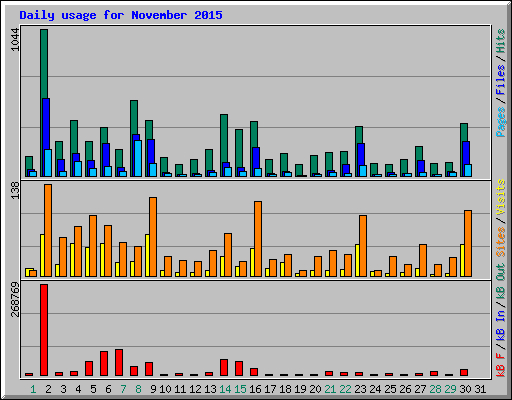 Daily usage for November 2015
1044
Pages / Files / Hits
138
Sites / Visits
268769
kB F / kB In / kB Out
1 2 3 4 5 6 7 8 9 10 11 12 13 14 15 16 17 18 19 20 21 22 23 24 25 26 27 28 29 30 31